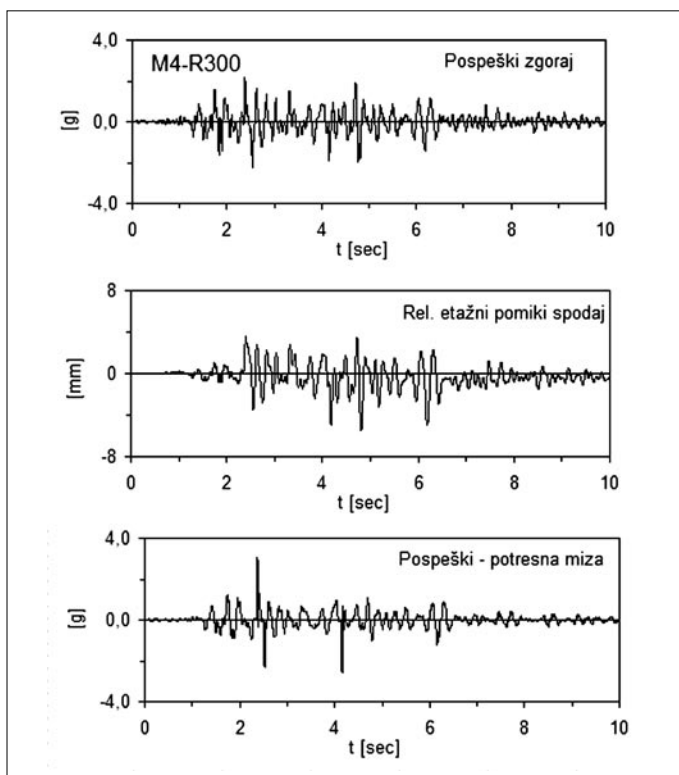 4,0
M4-R300
Pospeški zgoraj
[g]
0,0
-4,0
0 2 4 6 8 10
t [sec]
8
Rel. etažni pomiki spodaj
[mm]
0
-8
0 2 4 6 8 10
t [sec]
4,0
Pospeški - potresna miza
[g]
0,0
-4,0
0 2 4 6 8 10
t [sec]